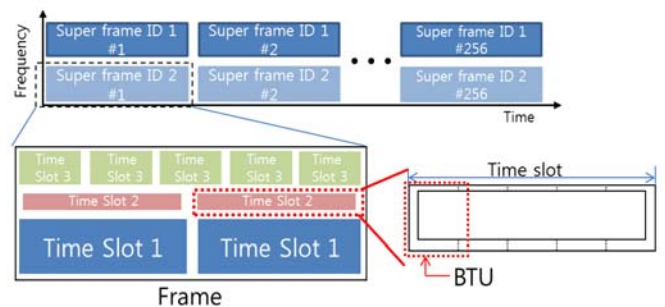 Frequency
Super frame ID 1
#1
Super frame ID 1
#2
Super frame ID 1
#256
Super frame ID 2
#1
Super frame ID 2
#2
Super frame ID 2
#256
Time
Time
Slot 3
Time
Slot 3
Time
Slot 3
Time
Slot 3
Time
Slot 3
Time Slot 2
Time Slot 2
Time Slot 1
Time Slot 1
Frame
Time slot
BTU